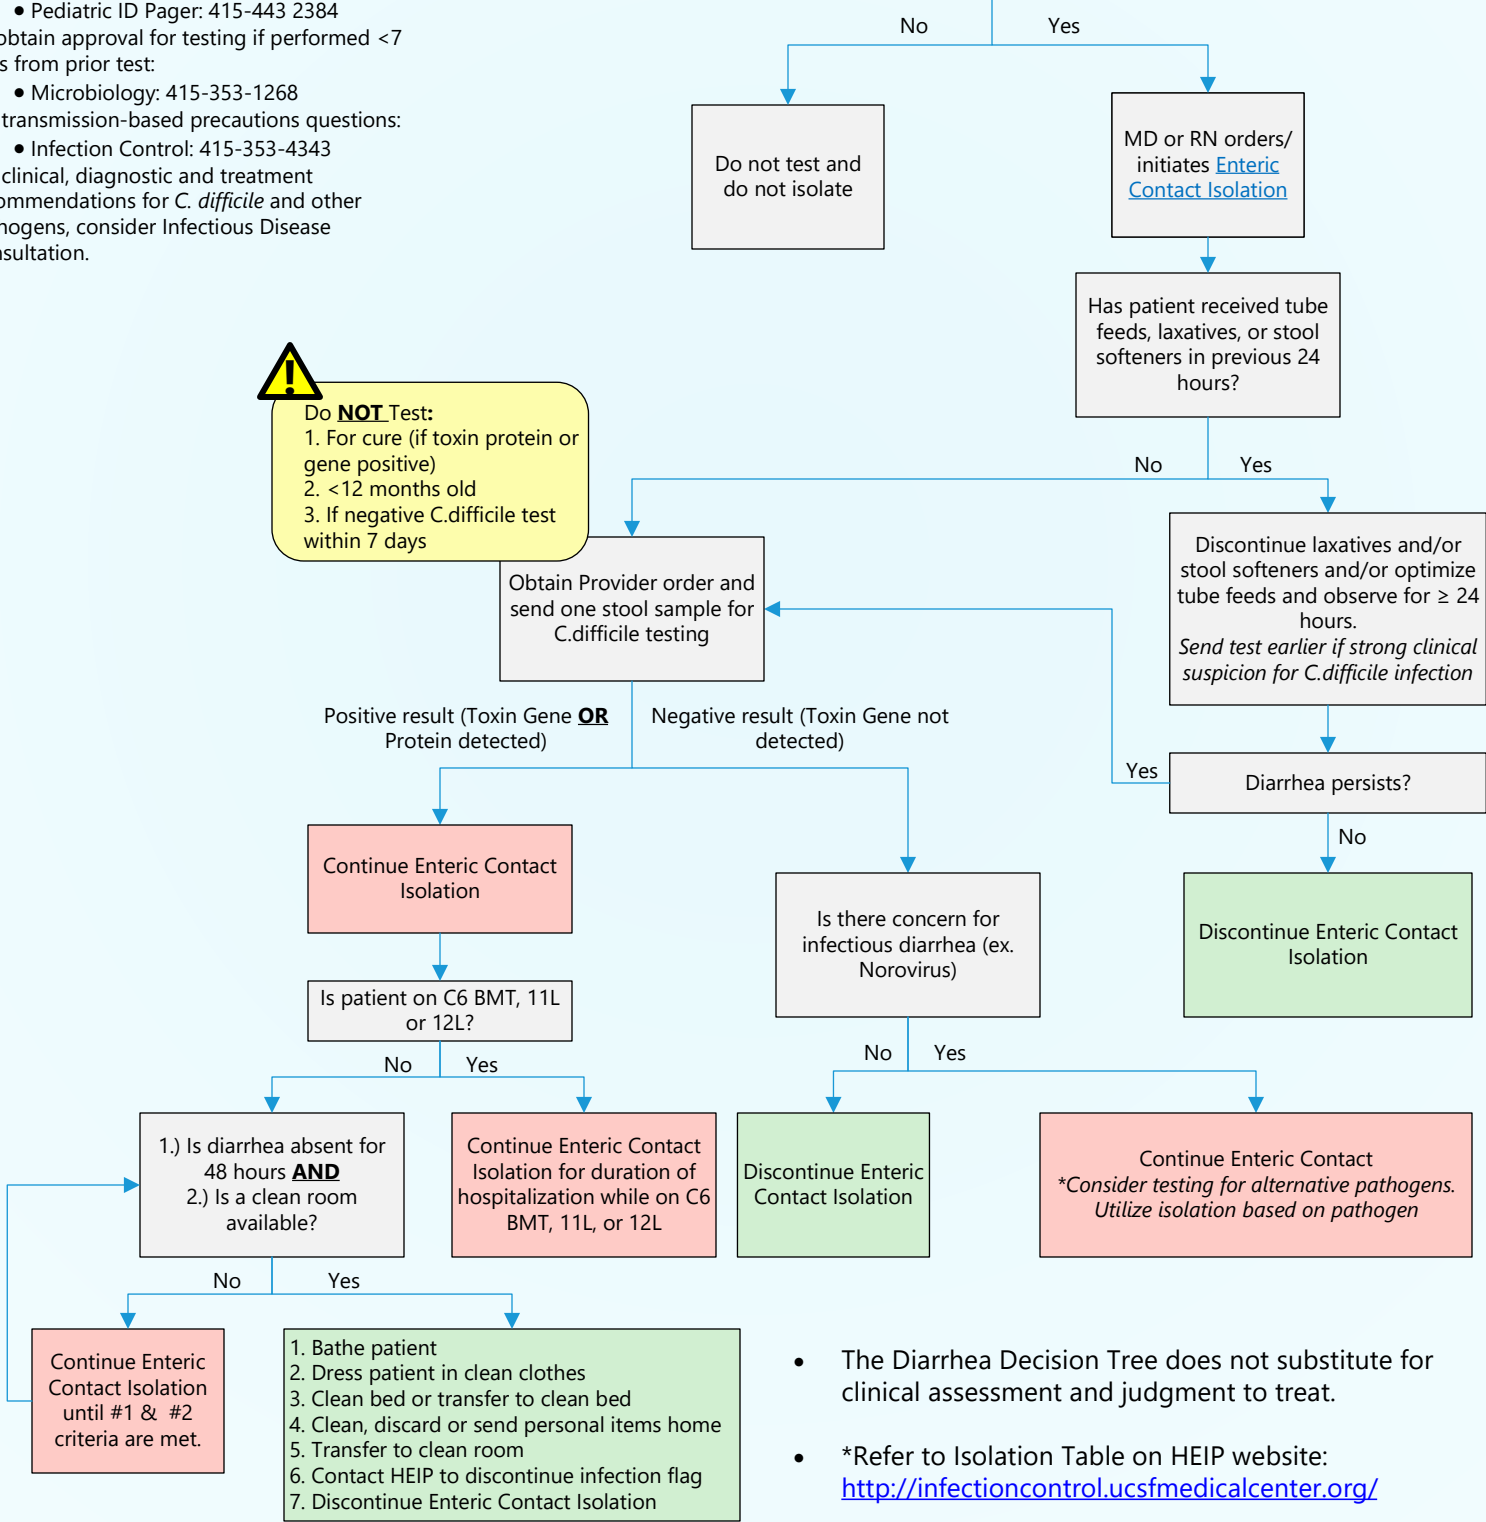 • Pediatric ID Pager: 415-443 2384
obtain approval for testing if performed <7
s from prior test:
• Microbiology: 415-353-1268
transmission-based precautions questions:
• Infection Control: 415-353-4343
clinical, diagnostic and treatment
ommendations for C. difficile and other
hogens, consider Infectious Disease
nsultation.
No
Yes
Do not test and
do not isolate
MD or RN orders/
initiates Enteric
Contact Isolation
Has patient received tube
feeds, laxatives, or stool
softeners in previous 24
hours?
No
Yes
Do NOT Test:
1. For cure (if toxin protein or
gene positive)
2. <12 months old
3. If negative C.difficile test
within 7 days
Obtain Provider order and
send one stool sample for
C.difficile testing
Discontinue laxatives and/or
stool softeners and/or optimize
tube feeds and observe for ≥ 24
hours.
Send test earlier if strong clinical
suspicion for C.difficile infection
Positive result (Toxin Gene OR
Protein detected)
Negative result (Toxin Gene not
detected)
Yes
Diarrhea persists?
No
Continue Enteric Contact
Isolation
Is there concern for
infectious diarrhea (ex.
Norovirus)
Discontinue Enteric Contact
Isolation
Is patient on C6 BMT, 11L
or 12L?
No
Yes
No
Yes
1.) Is diarrhea absent for
48 hours AND
2.) Is a clean room
available?
Continue Enteric Contact
Isolation for duration of
hospitalization while on C6
BMT, 11L, or 12L
Discontinue Enteric
Contact Isolation
Continue Enteric Contact
*Consider testing for alternative pathogens.
Utilize isolation based on pathogen
No
Yes
Continue Enteric
Contact Isolation
until #1 & #2
criteria are met.
1. Bathe patient
2. Dress patient in clean clothes
3. Clean bed or transfer to clean bed
4. Clean, discard or send personal items home
5. Transfer to clean room
6. Contact HEIP to discontinue infection flag
7. Discontinue Enteric Contact Isolation
• The Diarrhea Decision Tree does not substitute for
clinical assessment and judgment to treat.
• *Refer to Isolation Table on HEIP website:
http://infectioncontrol.ucsfmedicalcenter.org/